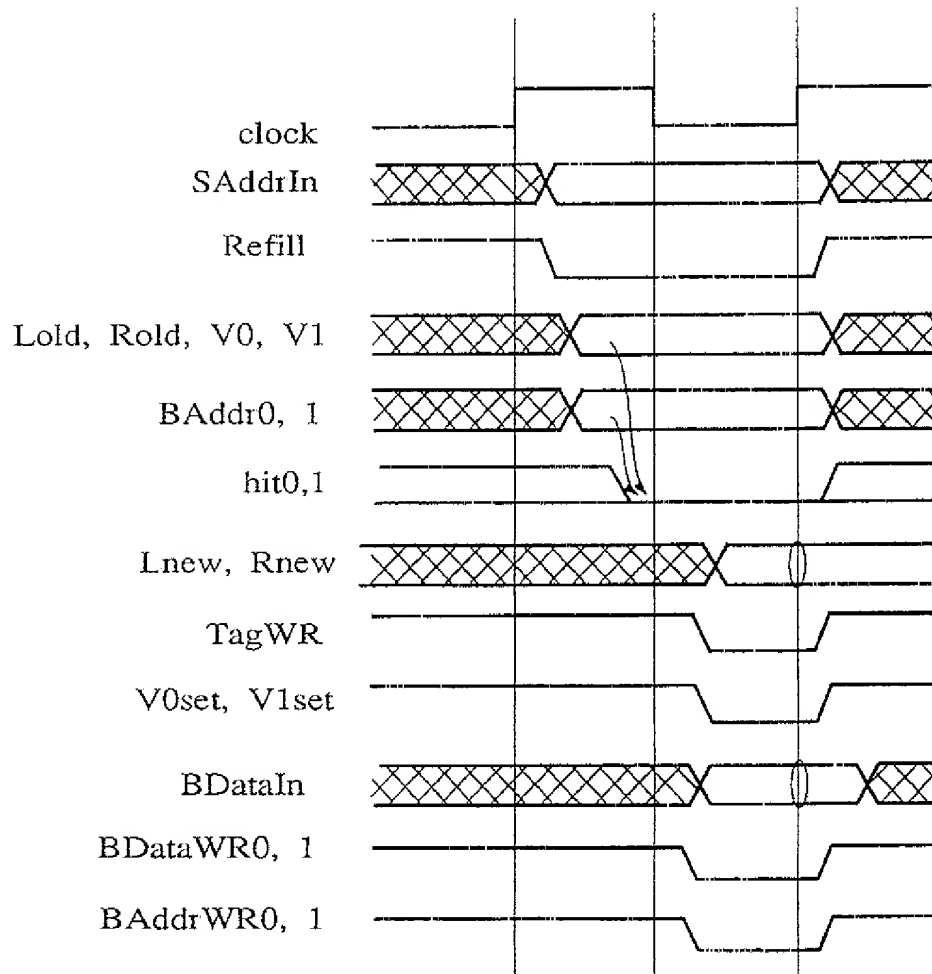 clock
SAddrIn
Refill
Lold, Rold, V0, V1
BAddr0, 1
hit0,1
Lnew, Rnew
TagWR
V0set, V1set
BDataIn
BDataWR0, 1
BAddrWR0, 1